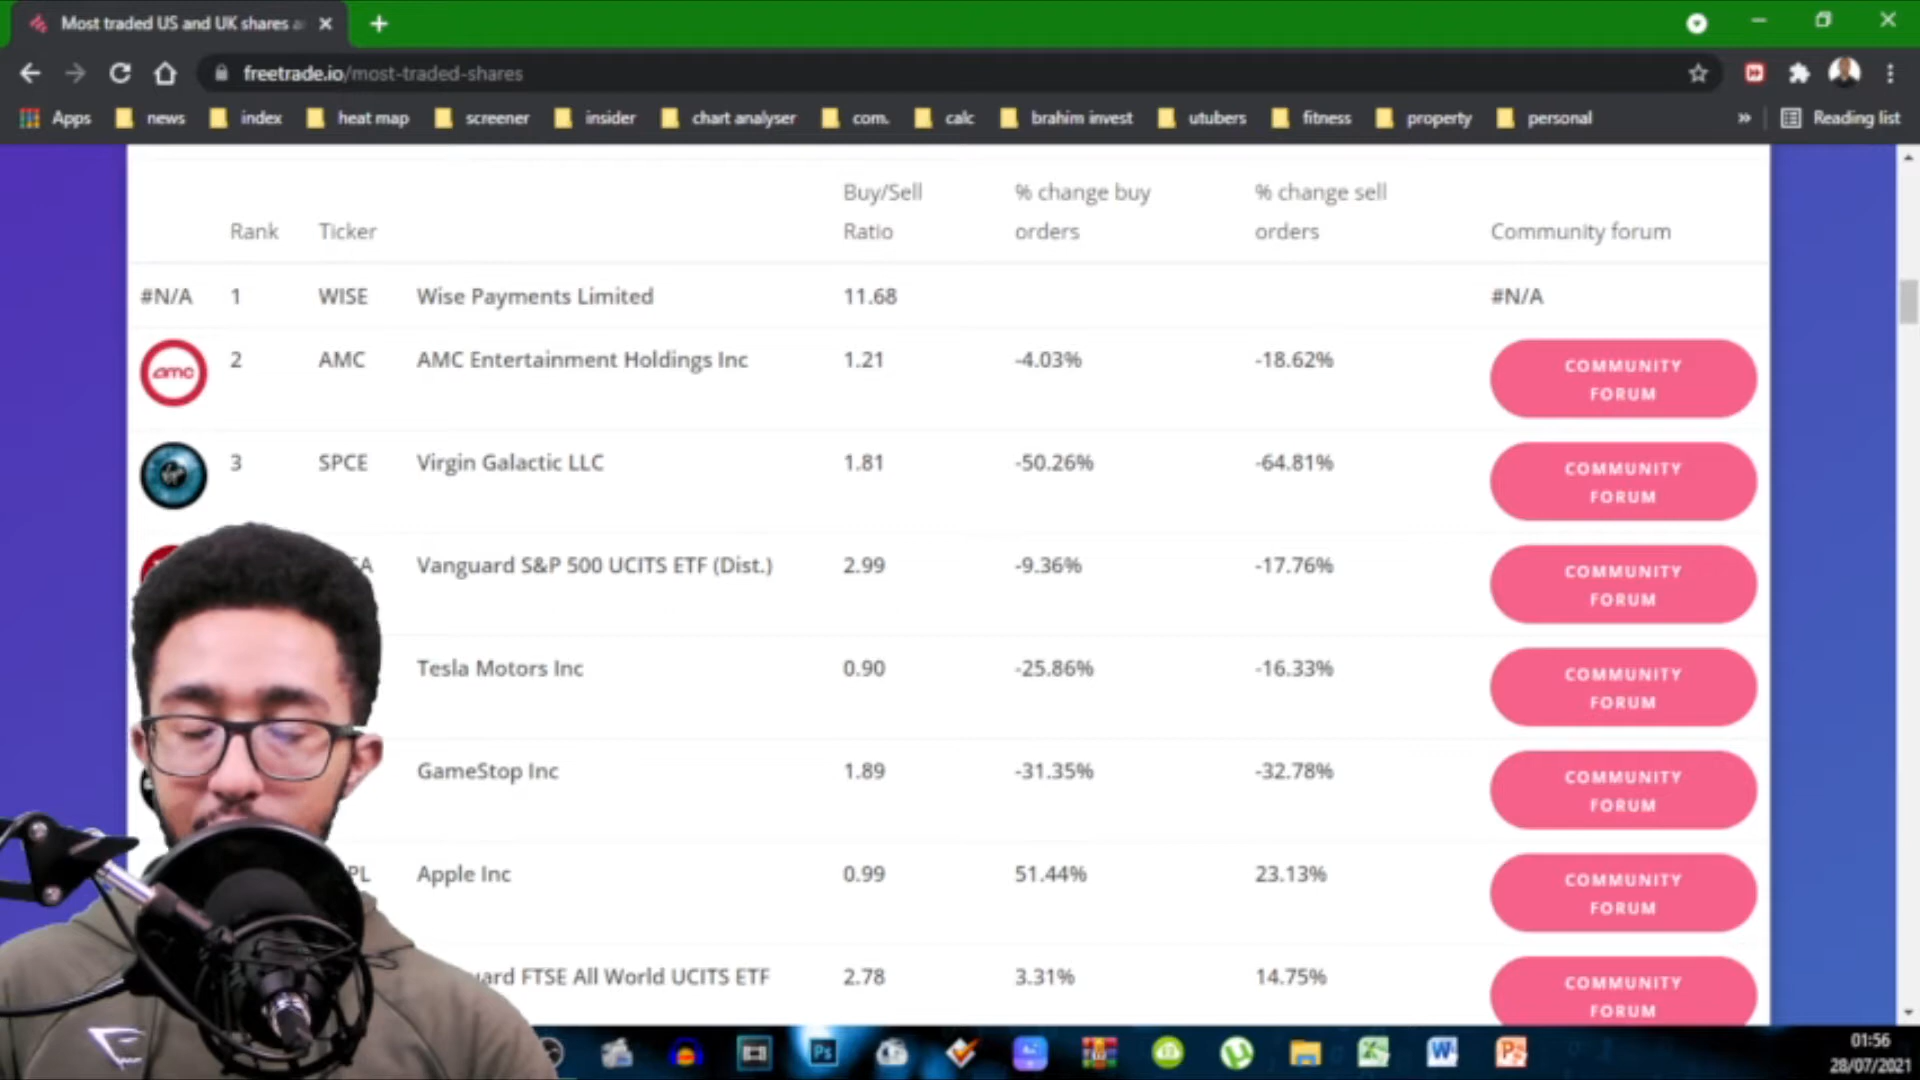 Most traded US and UK shares a
freetrade.io/most-traded-shares
Apps news index heat map screener insider chart analyser com. calc brahim invest utubers fitness property personal » Reading list
Rank Ticker Buy/Sell Ratio % change buy orders % change sell orders Community forum
#N/A 1 WISE Wise Payments Limited 11.68 #N/A
amc 2 AMC AMC Entertainment Holdings Inc 1.21 -4.03% -18.62% COMMUNITY FORUM
3 SPCE Virgin Galactic LLC 1.81 -50.26% -64.81% COMMUNITY FORUM
Vanguard S&P 500 UCITS ETF (Dist.) 2.99 -9.36% -17.76% COMMUNITY FORUM
Tesla Motors Inc 0.90 -25.86% -16.33% COMMUNITY FORUM
GameStop Inc 1.89 -31.35% -32.78% COMMUNITY FORUM
PL Apple Inc 0.99 51.44% 23.13% COMMUNITY FORUM
uard FTSE All World UCITS ETF 2.78 3.31% 14.75% COMMUNITY FORUM
Ps
01:56
28/07/2021